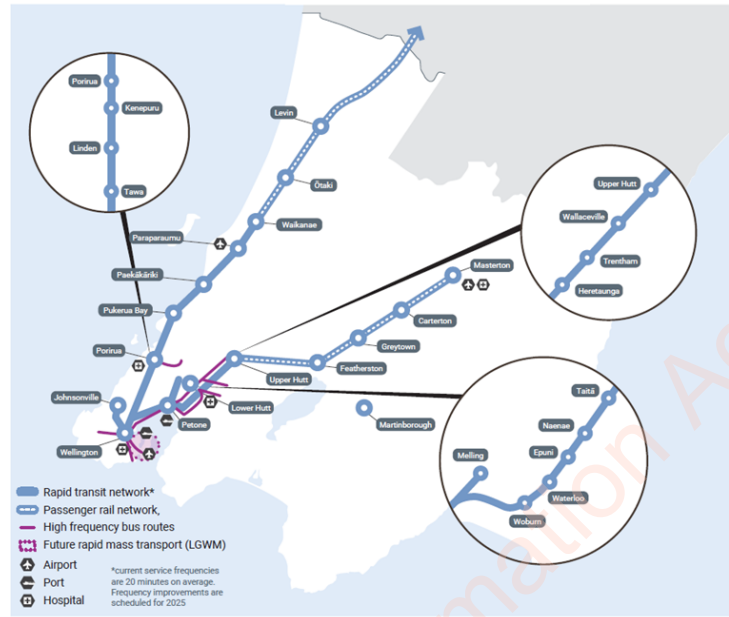 Porirua
Kenepuru
Linden
Tawa
Levin
Ōtaki
Waikanae
Paraparaumu
Paekākāriki
Pukerua Bay
Porirua
Johnsonville
Wellington
Petone
Lower Hutt
Upper Hutt
Featherston
Greytown
Carterton
Masterton
Martinborough
Upper Hutt
Wallaceville
Trentham
Heretaunga
Taitā
Naenae
Epuni
Melling
Waterloo
Woburn
Rapid transit network*
Passenger rail network,
High frequency bus routes
Future rapid mass transport (LGWM)
Airport
Port
Hospital
*current service frequencies
are 20 minutes on average.
Frequency improvements are
scheduled for 2025